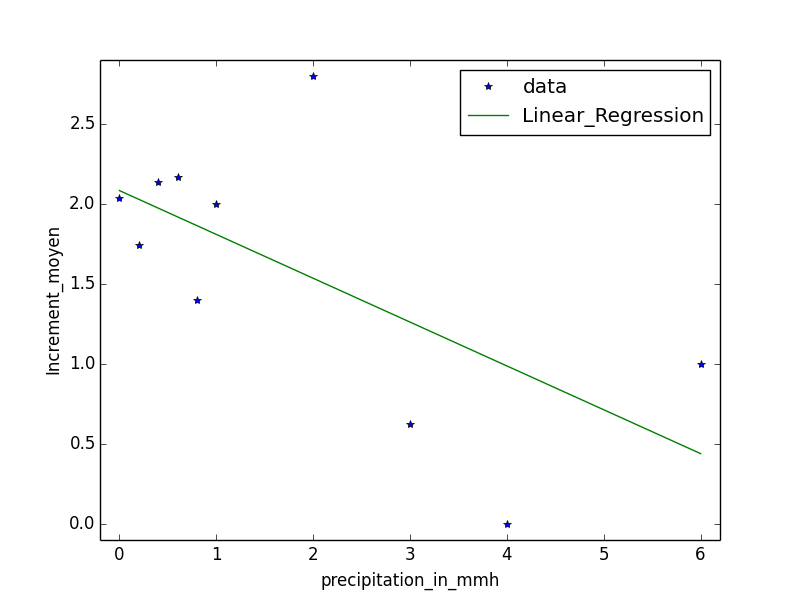 data
Linear_Regression
2.5
2.0
1.5
1.0
0.5
0.0
Increment_moyen
0 1 2 3 4 5 6
precipitation_in_mmh